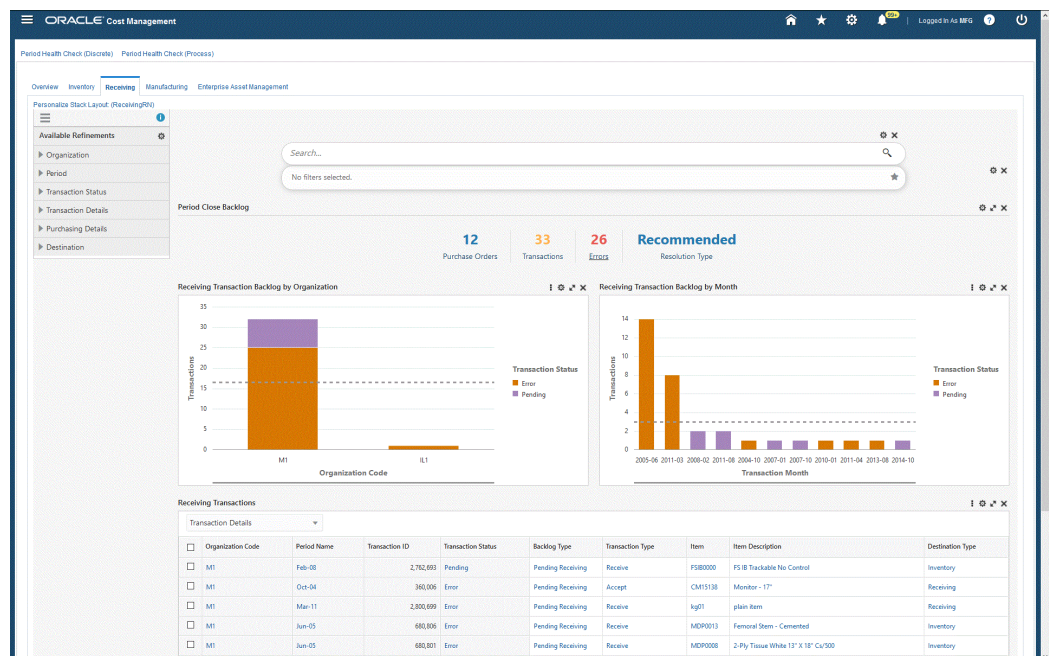 ORACLE Cost Management
99+ | Logged In As MFG ?
Period Health Check (Discrete) Period Health Check (Process)
Overview Inventory Receiving Manufacturing Enterprise Asset Management
Personalize Stack Layout: (ReceivingRN)
Available Refinements
Organization
Period
Transaction Status
Transaction Details
Purchasing Details
Destination
Search...
No filters selected.
Period Close Backlog
12 33 26 Recommended
Purchase Orders Transactions Errors Resolution Type
Receiving Transaction Backlog by Organization
35
30
25
20
15
10
5
0
Transactions
M1 IL1
Organization Code
Transaction Status
Error
Pending
Receiving Transaction Backlog by Month
14
12
10
8
6
4
2
0
Transactions
2005-06 2011-03 2008-02 2011-08 2004-10 2007-01 2007-10 2010-01 2011-04 2013-08 2014-10
Transaction Month
Transaction Status
Error
Pending
Receiving Transactions
Transaction Details
Organization Code Period Name Transaction ID Transaction Status Backlog Type Transaction Type Item Item Description Destination Type
M1 Feb-08 2,762,693 Pending Pending Receiving Receive FSIB0000 FS IB Trackable No Control Inventory
M1 Oct-04 360,006 Error Pending Receiving Accept CM15138 Monitor - 17" Receiving
M1 Mar-11 2,800,699 Error Pending Receiving Receive kg01 plain item Receiving
M1 Jun-05 680,806 Error Pending Receiving Receive MDP0013 Femoral Stem - Cemented Inventory
M1 Jun-05 680,801 Error Pending Receiving Receive MDP0008 2-Ply Tissue White 13" X 18" Cs/500 Inventory